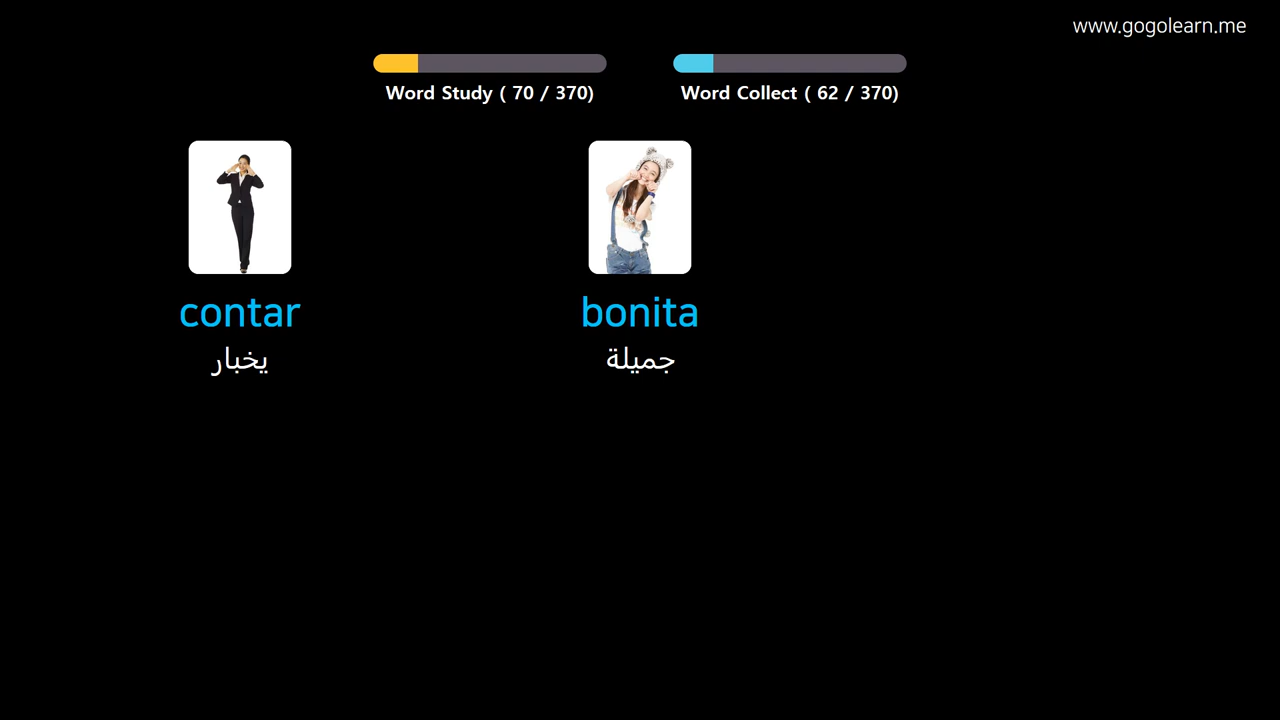 www.gogolearn.me
Word Study ( 70 / 370)
Word Collect ( 62 / 370)
contar
bonita
يخبار
جميلة